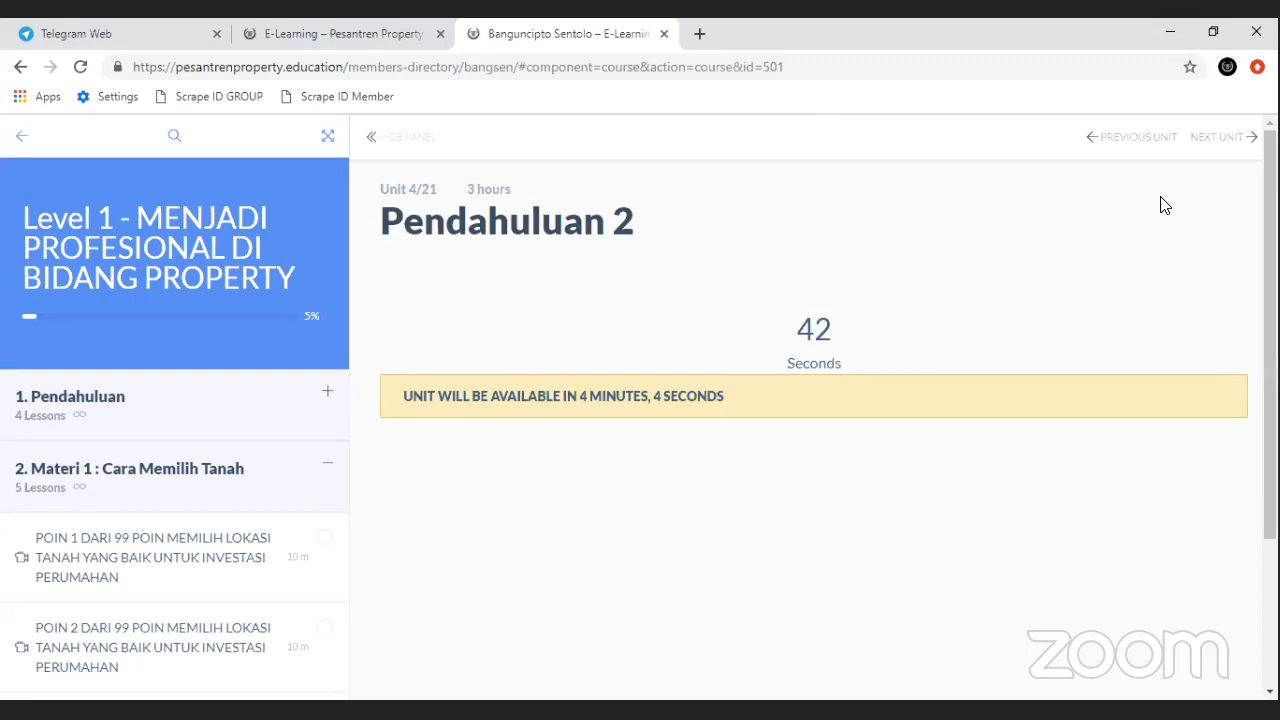 Telegram Web
E-Learning – Pesantren Property
Banguncipto Sentolo – E-Learnin
https://pesantrenproperty.education/members-directory/bangsen/#component=course&action=course&id=501
Apps
Settings
Scrape ID GROUP
Scrape ID Member
PANEL
PREVIOUS UNIT
NEXT UNIT
Level 1 - MENJADI
PROFESIONAL DI
BIDANG PROPERTY
5%
1. Pendahuluan
4 Lessons
2. Materi 1 : Cara Memilih Tanah
5 Lessons
POIN 1 DARI 99 POIN MEMILIH LOKASI
TANAH YANG BAIK UNTUK INVESTASI
PERUMAHAN
10 m
POIN 2 DARI 99 POIN MEMILIH LOKASI
TANAH YANG BAIK UNTUK INVESTASI
PERUMAHAN
10 m
Unit 4/21 3 hours
Pendahuluan 2
42
Seconds
UNIT WILL BE AVAILABLE IN 4 MINUTES, 4 SECONDS
zoom